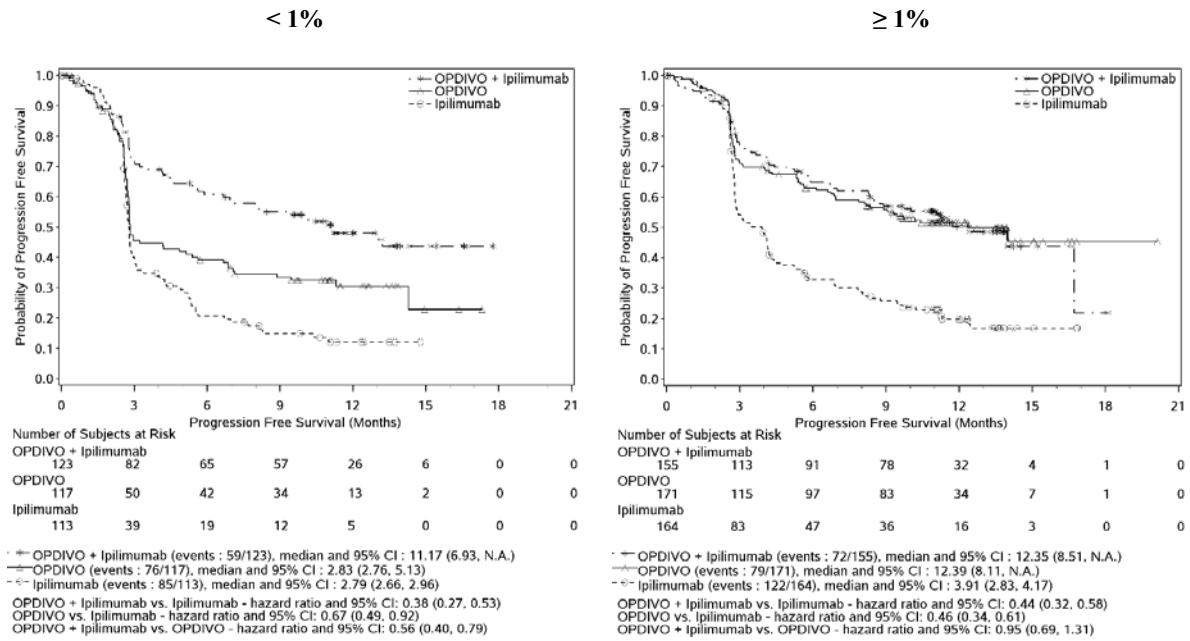 < 1%
≥ 1%
OPDIVO + Ipilimumab
OPDIVO
Ipilimumab
Probability of Progression Free Survival
1.0
0.9
0.8
0.7
0.6
0.5
0.4
0.3
0.2
0.1
0.0
0 3 6 9 12 15 18 21
Progression Free Survival (Months)
Number of Subjects at Risk
OPDIVO + Ipilimumab
123 82 65 57 26 6 0 0
OPDIVO
117 50 42 34 13 2 0 0
Ipilimumab
113 39 19 12 5 0 0 0
OPDIVO + Ipilimumab (events : 59/123), median and 95% CI : 11.17 (6.93, N.A.)
OPDIVO (events : 76/117), median and 95% CI : 2.83 (2.76, 5.13)
Ipilimumab (events : 85/113), median and 95% CI : 2.79 (2.66, 2.96)
OPDIVO + Ipilimumab vs. Ipilimumab - hazard ratio and 95% CI: 0.38 (0.27, 0.53)
OPDIVO vs. Ipilimumab - hazard ratio and 95% CI: 0.67 (0.49, 0.92)
OPDIVO + Ipilimumab vs. OPDIVO - hazard ratio and 95% CI: 0.56 (0.40, 0.79)
OPDIVO + Ipilimumab
OPDIVO
Ipilimumab
Probability of Progression Free Survival
1.0
0.9
0.8
0.7
0.6
0.5
0.4
0.3
0.2
0.1
0.0
0 3 6 9 12 15 18 21
Progression Free Survival (Months)
Number of Subjects at Risk
OPDIVO + Ipilimumab
155 113 91 78 32 4 1 0
OPDIVO
171 115 97 83 34 7 1 0
Ipilimumab
164 83 47 36 16 3 0 0
OPDIVO + Ipilimumab (events : 72/155), median and 95% CI : 12.35 (8.51, N.A.)
OPDIVO (events : 79/171), median and 95% CI : 12.39 (8.11, N.A.)
Ipilimumab (events : 122/164), median and 95% CI : 3.91 (2.83, 4.17)
OPDIVO + Ipilimumab vs. Ipilimumab - hazard ratio and 95% CI: 0.44 (0.32, 0.58)
OPDIVO vs. Ipilimumab - hazard ratio and 95% CI: 0.46 (0.34, 0.61)
OPDIVO + Ipilimumab vs. OPDIVO - hazard ratio and 95% CI: 0.95 (0.69, 1.31)